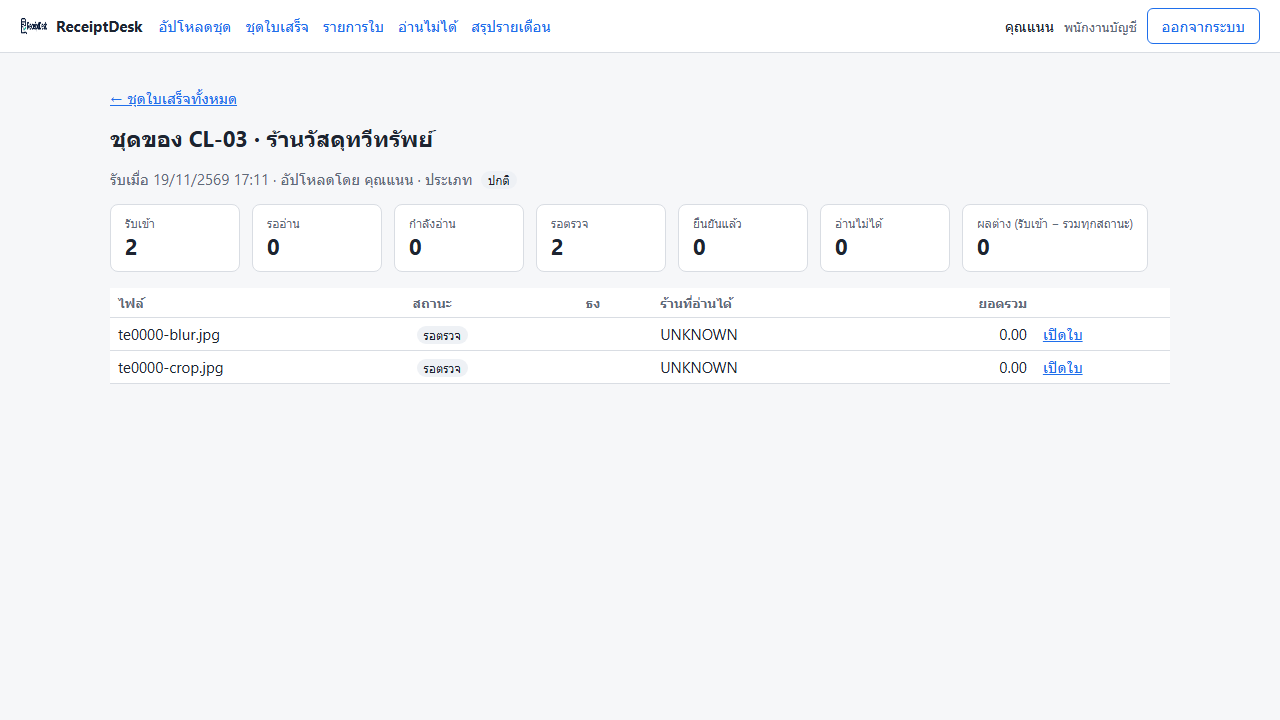 ReceiptDesk อัปโหลดชุด ชุดใบเสร็จ รายการใบ อ่านไม่ได้ สรุปรายเดือน คุณแนน พนักงานบัญชี ออกจากระบบ
← ชุดใบเสร็จทั้งหมด
ชุดของ CL-03 · ร้านวัสดุทวีทรัพย์
รับเมื่อ 19/11/2569 17:11 · อัปโหลดโดย คุณแนน · ประเภท ปกติ
รับเข้า รออ่าน กำลังอ่าน รอตรวจ ยืนยันแล้ว อ่านไม่ได้ ผลต่าง (รับเข้า − รวมทุกสถานะ)
2 0 0 2 0 0 0
ไฟล์ สถานะ ธง ร้านที่อ่านได้ ยอดรวม
te0000-blur.jpg รอตรวจ UNKNOWN 0.00 เปิดใบ
te0000-crop.jpg รอตรวจ UNKNOWN 0.00 เปิดใบ